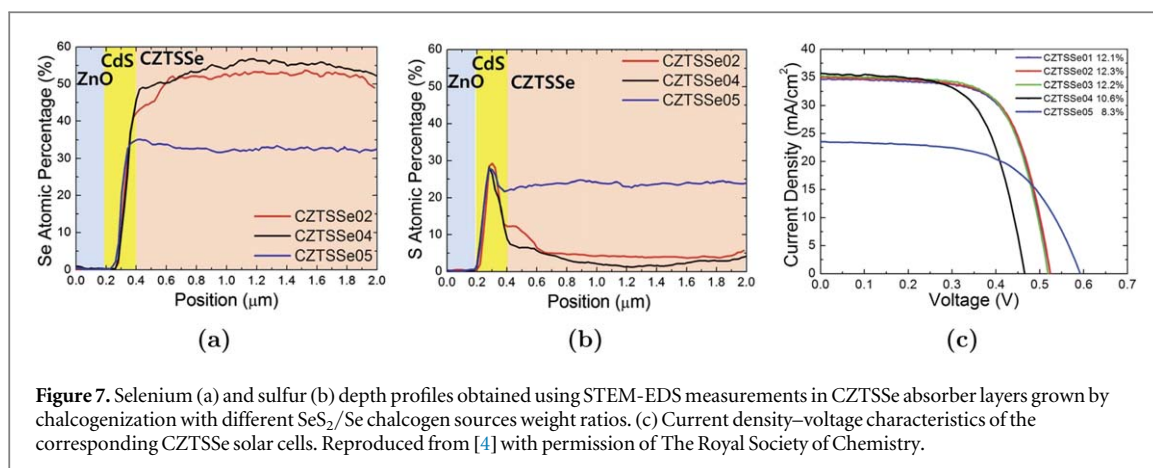 60
50
40
30
20
10
0
Se Atomic Percentage (%)
ZnO
CdS
CZTSSe
CZTSSe02
CZTSSe04
CZTSSe05
0.0 0.2 0.4 0.6 0.8 1.0 1.2 1.4 1.6 1.8 2.0
Position (μm)
(a)
60
50
40
30
20
10
0
S Atomic Percentage (%)
ZnO
CdS
CZTSSe
CZTSSe02
CZTSSe04
CZTSSe05
0.0 0.2 0.4 0.6 0.8 1.0 1.2 1.4 1.6 1.8 2.0
Position (μm)
(b)
40
35
30
25
20
15
10
5
0
Current Density (mA/cm²)
CZTSSe01 12.1%
CZTSSe02 12.3%
CZTSSe03 12.2%
CZTSSe04 10.6%
CZTSSe05 8.3%
0.0 0.1 0.2 0.3 0.4 0.5 0.6 0.7
Voltage (V)
(c)
Figure 7. Selenium (a) and sulfur (b) depth profiles obtained using STEM-EDS measurements in CZTSSe absorber layers grown by
chalcogenization with different SeS₂/Se chalcogen sources weight ratios. (c) Current density–voltage characteristics of the
corresponding CZTSSe solar cells. Reproduced from [4] with permission of The Royal Society of Chemistry.